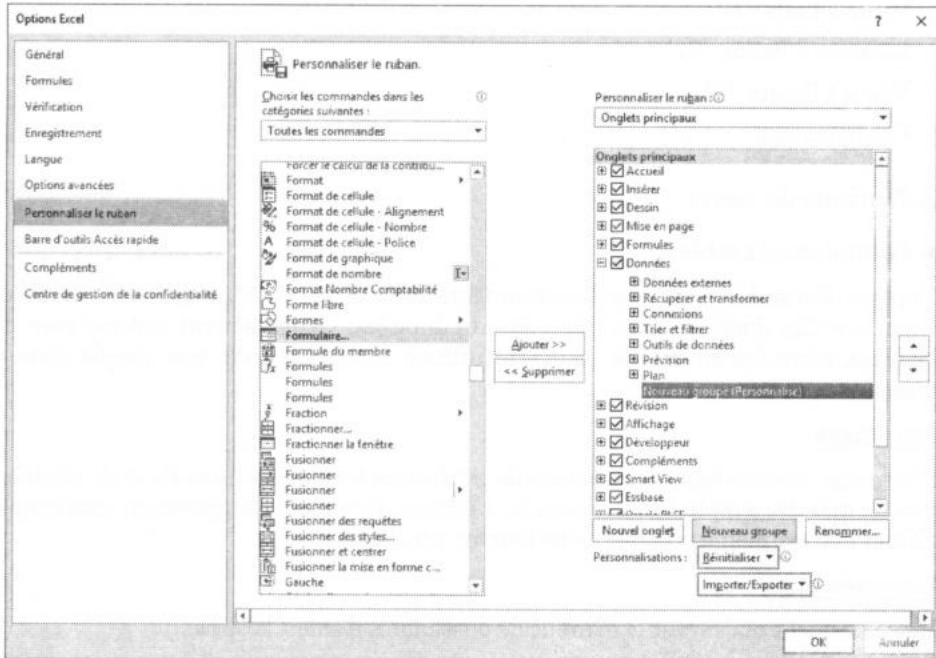 Options Excel
? ×
Général
Formules
Vérification
Enregistrement
Langue
Options avancées
Personnaliser le ruban
Barre d'outils Accès rapide
Compléments
Centre de gestion de la confidentialité
Personnaliser le ruban.
Choisir les commandes dans les
catégories suivantes :
Toutes les commandes
Forcer le calcul de la contribu...
Format
Format de cellule
Format de cellule - Alignement
Format de cellule - Nombre
Format de cellule - Police
Format de graphique
Format de nombre
Format Nombre Comptabilité
Forme libre
Formes
Formulaire...
Formule du membre
Formules
Formules
Formules
Fraction
Fractionner...
Fractionner la fenêtre
Fusionner
Fusionner
Fusionner
Fusionner
Fusionner des requêtes
Fusionner des styles...
Fusionner et centrer
Fusionner la mise en forme c...
Gauche
Ajouter >>
<< Supprimer
Personnaliser le ruban :
Onglets principaux
Onglets principaux
Accueil
Insérer
Dessin
Mise en page
Formules
Données
Données externes
Récupérer et transformer
Connexions
Trier et filtrer
Outils de données
Prévision
Plan
Nouveau groupe (Personnalisé)
Révision
Affichage
Développeur
Compléments
Smart View
Essbase
Nouvel onglet
Nouveau groupe
Renommer...
Personnalisations :
Réinitialiser
Importer/Exporter
OK
Annuler